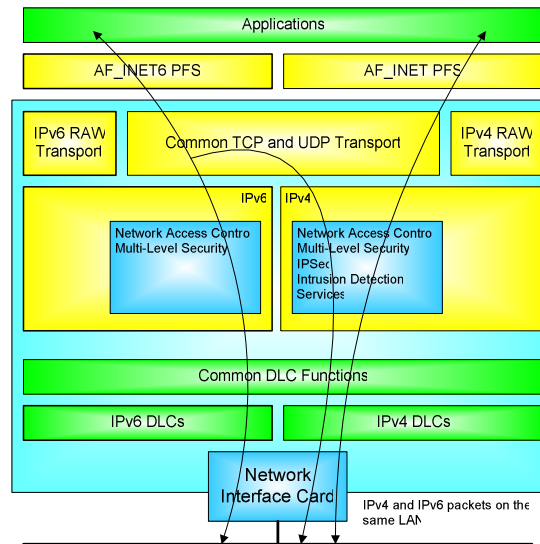 Applications
AF_INET6 PFS
AF_INET PFS
IPv6 RAW
Transport
Common TCP and UDP Transport
IPv4 RAW
Transport
IPv6
IPv4
Network Access Contro
Multi-Level Security
Network Access Contro
Multi-Level Security
IPSec
Intrusion Detection
Services
Common DLC Functions
IPv6 DLCs
IPv4 DLCs
Network
Interface Card
IPv4 and IPv6 packets on the
same LAN